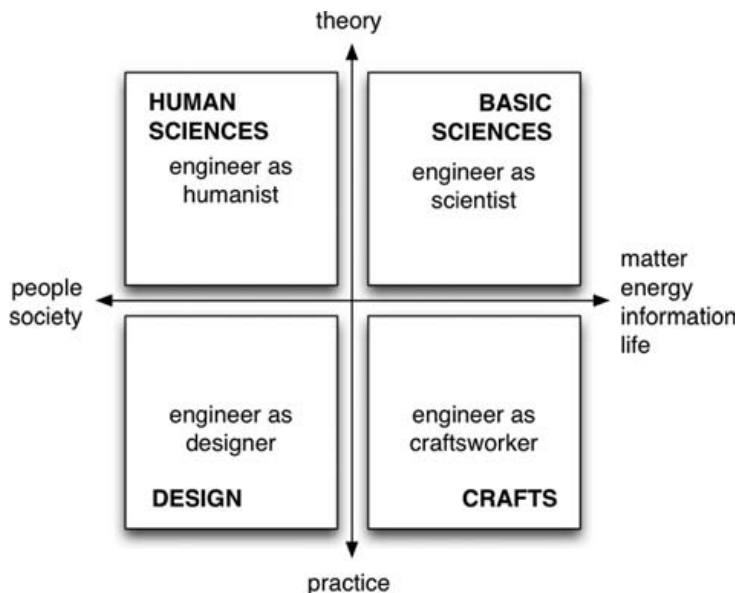 theory
HUMAN
SCIENCES
engineer as
humanist
BASIC
SCIENCES
engineer as
scientist
people
society
matter
energy
information
life
engineer as
designer
DESIGN
engineer as
craftsworker
CRAFTS
practice